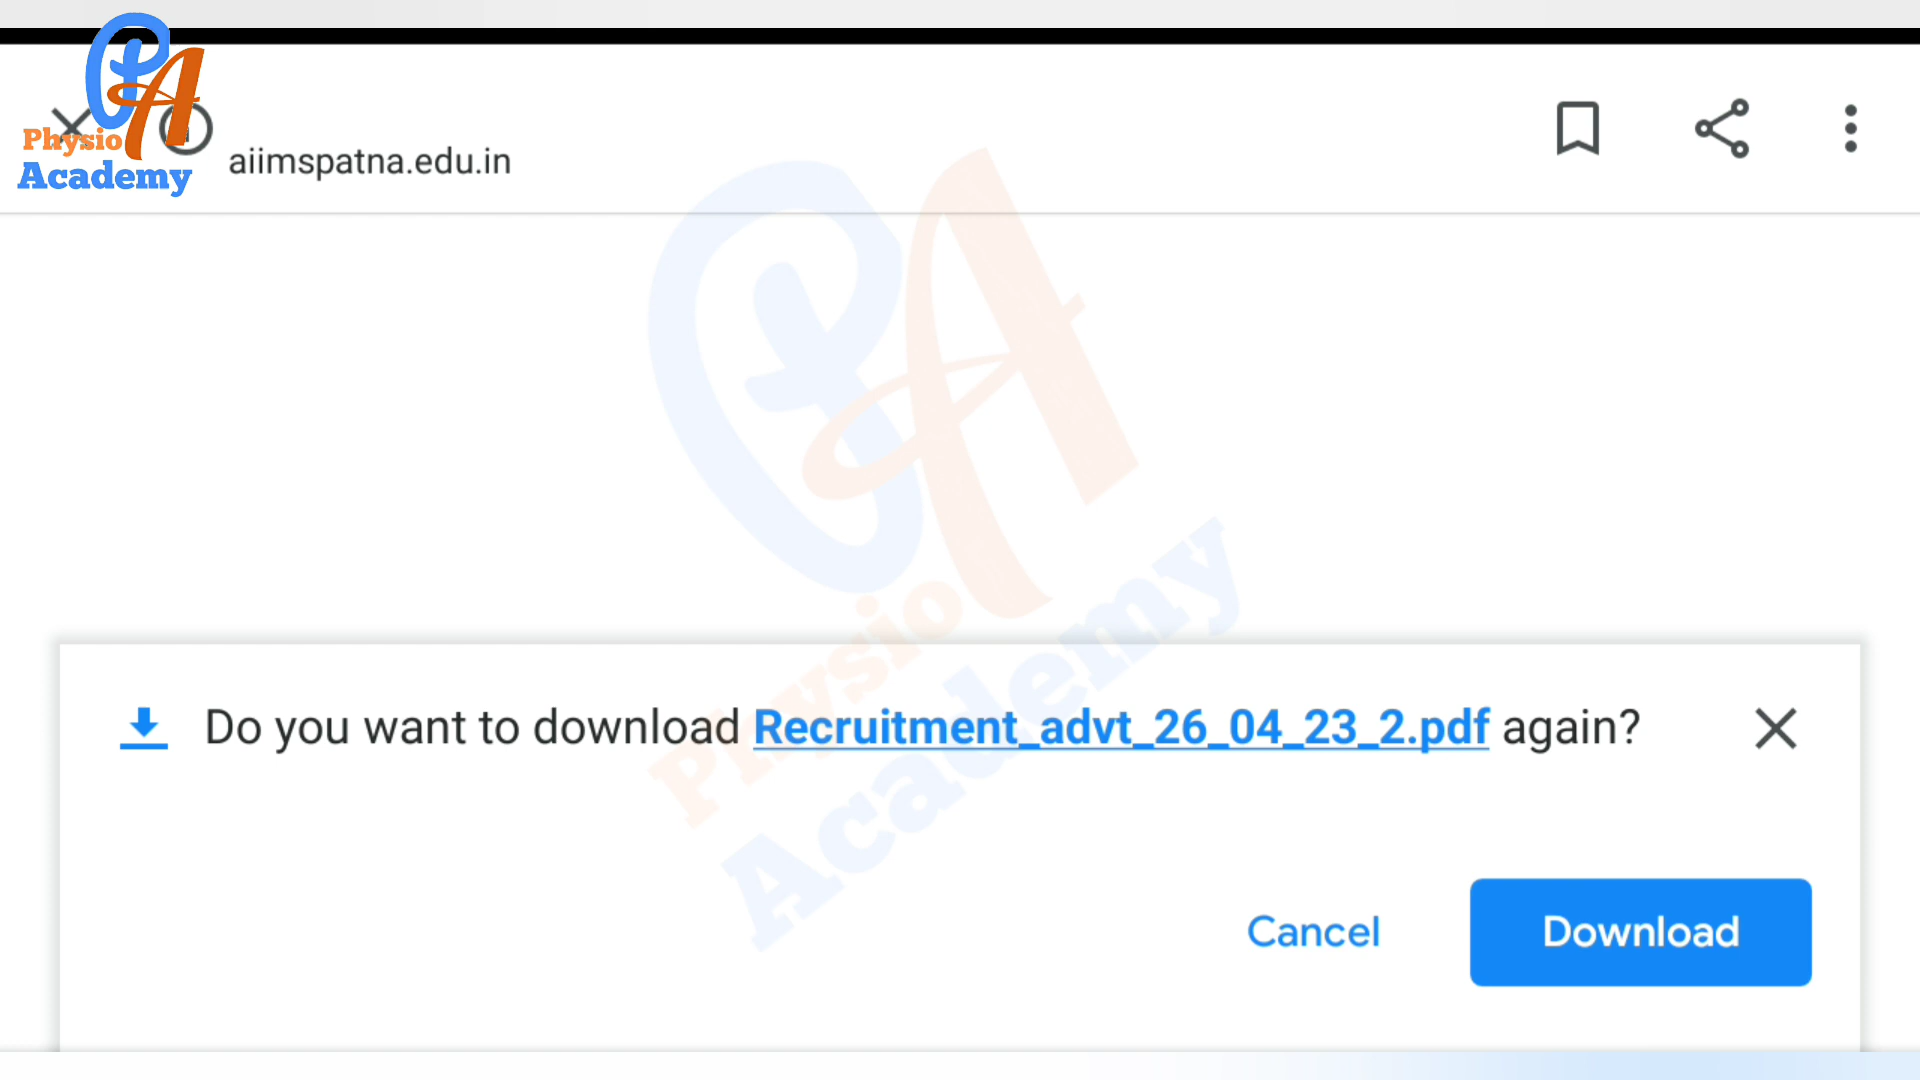 Physio
Academy
aiimspatna.edu.in
Physio
Academy
Do you want to download Recruitment_advt_26_04_23_2.pdf again?
Cancel
Download